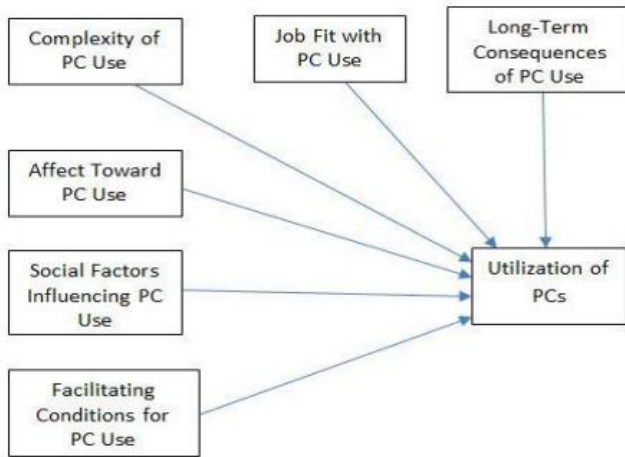 Complexity of
PC Use
Job Fit with
PC Use
Long-Term
Consequences
of PC Use
Affect Toward
PC Use
Social Factors
Influencing PC
Use
Utilization of
PCs
Facilitating
Conditions for
PC Use